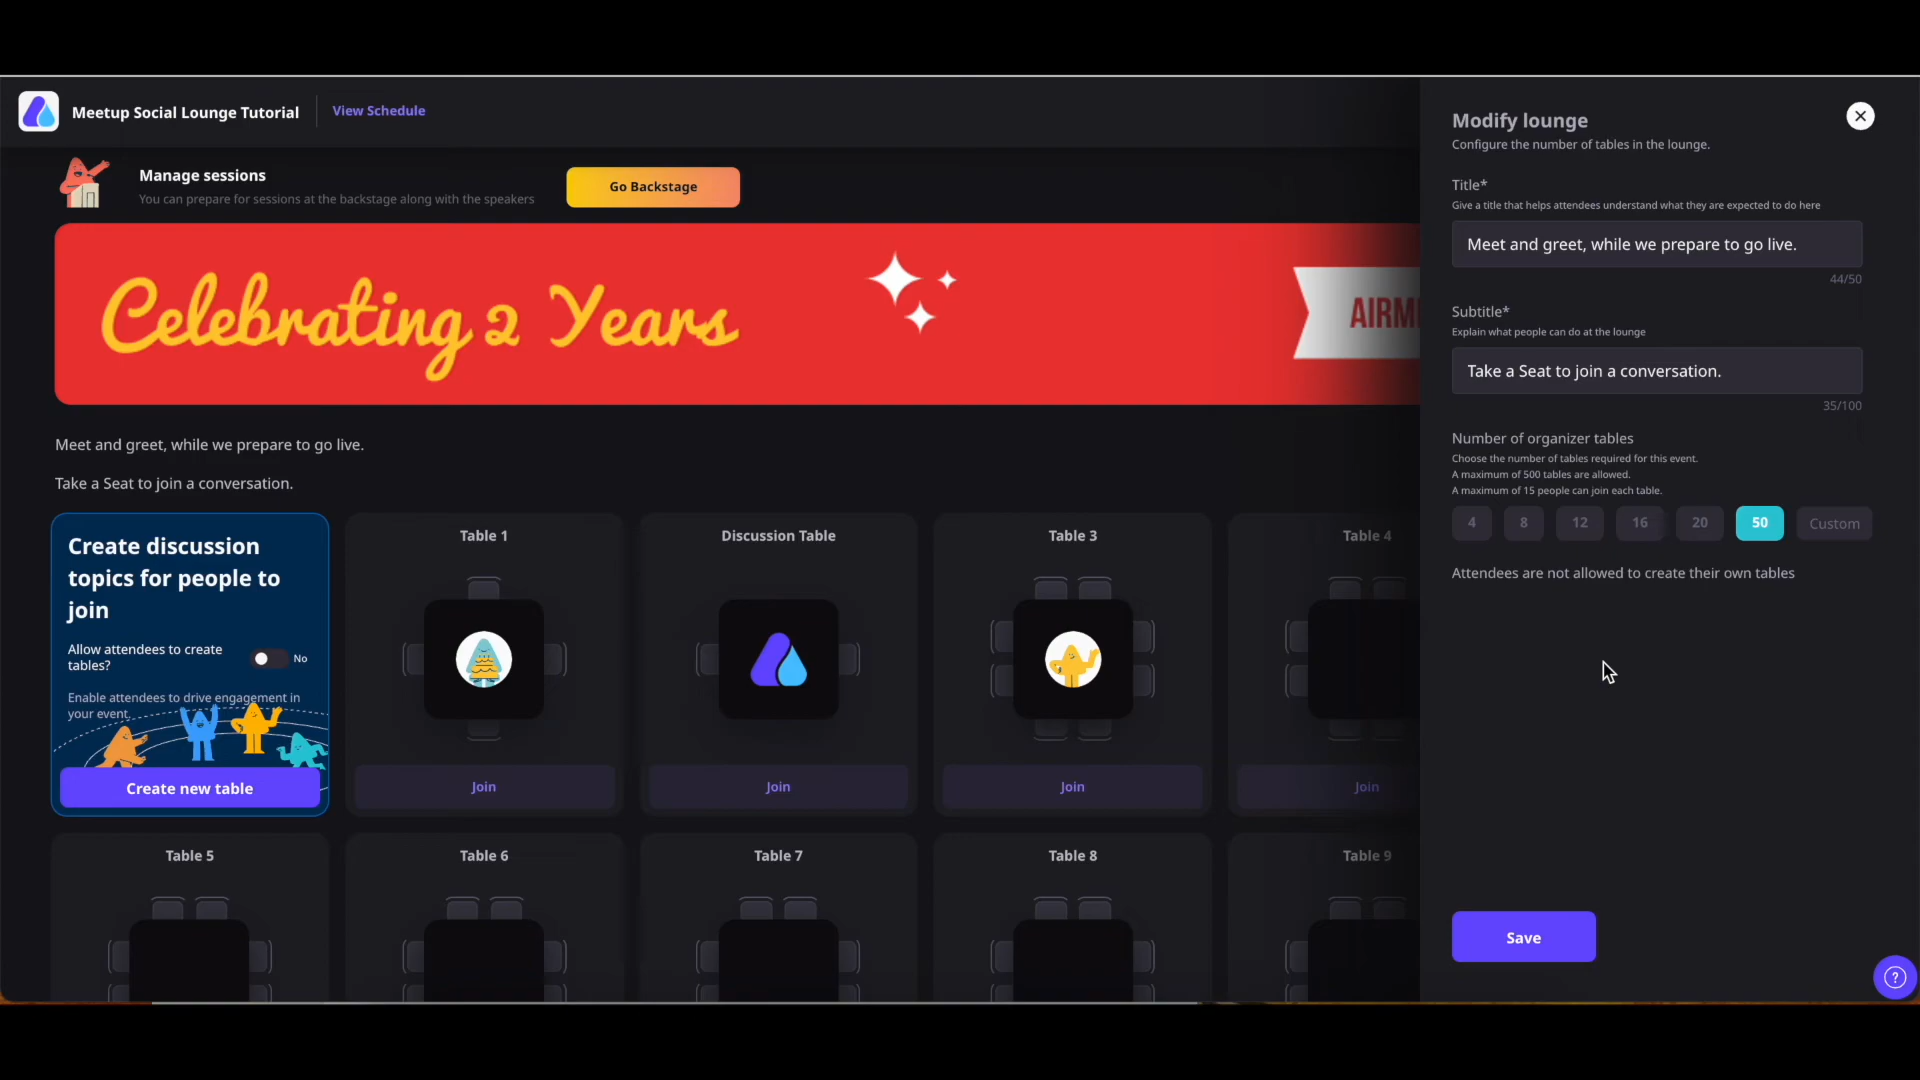 Meetup Social Lounge Tutorial
View Schedule
Manage sessions
You can prepare for sessions at the backstage along with the speakers
Go Backstage
Celebrating 2 Years
Meet and greet, while we prepare to go live.
Take a Seat to join a conversation.
Create discussion
topics for people to
join
Allow attendees to create
tables?
No
Enable attendees to drive engagement in
your event.
Create new table
Table 1
Join
Discussion Table
Join
Table 3
Join
Table 4
Join
Table 5
Table 6
Table 7
Table 8
Table 9
Modify lounge
Configure the number of tables in the lounge.
Title*
Give a title that helps attendees understand what they are expected to do here
Meet and greet, while we prepare to go live.
44/50
Subtitle*
Explain what people can do at the lounge
Take a Seat to join a conversation.
35/100
Number of organizer tables
Choose the number of tables required for this event.
A maximum of 500 tables are allowed.
A maximum of 15 people can join each table.
4 8 12 16 20 50 Custom
Attendees are not allowed to create their own tables
Save
?